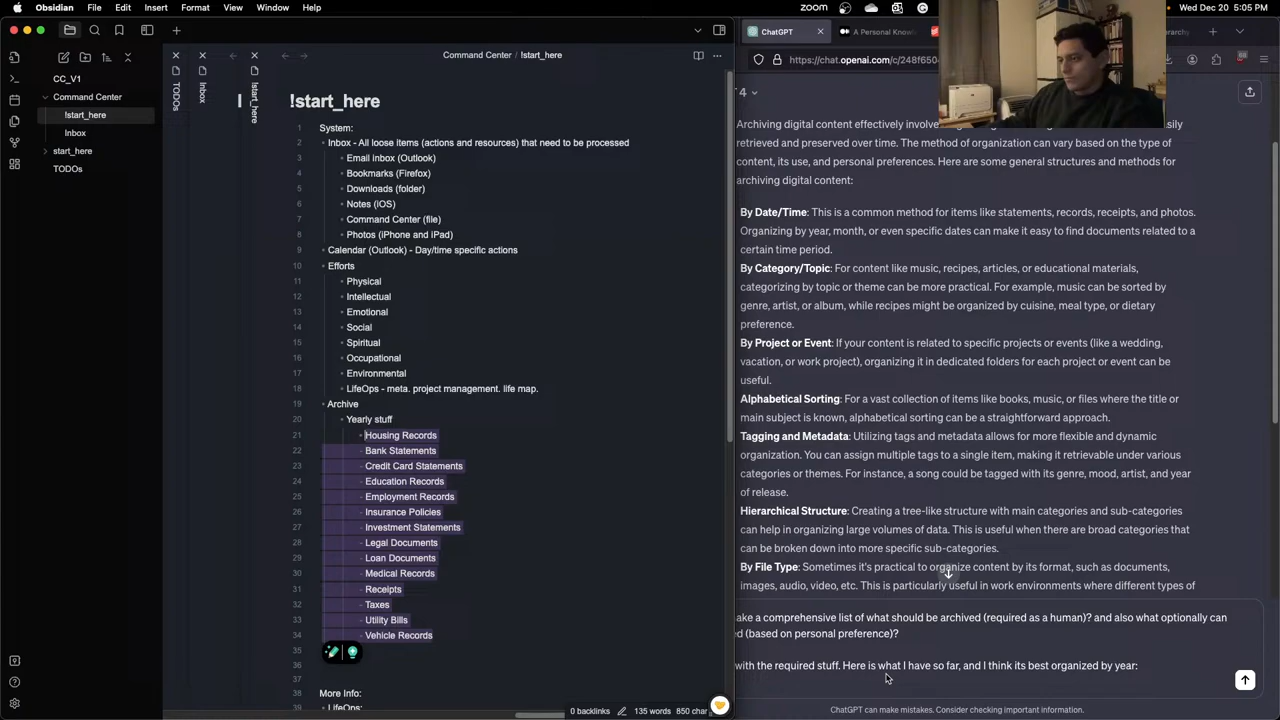 Obsidian File Edit Insert Format View Window Help
zoom
Wed Dec 20 5:05 PM
CC_V1
Command Center
!start_here
Inbox
start_here
TODOs
TODOs
Inbox
!start_here
Command Center / !start_here
!start_here
1 System:
2 Inbox - All loose items (actions and resources) that need to be processed
3 Email inbox (Outlook)
4 Bookmarks (Firefox)
5 Downloads (folder)
6 Notes (iOS)
7 Command Center (file)
8 Photos (iPhone and iPad)
9 Calendar (Outlook) - Day/time specific actions
10 Efforts
11 Physical
12 Intellectual
13 Emotional
14 Social
15 Spiritual
16 Occupational
17 Environmental
18 LifeOps - meta. project management. life map.
19 Archive
20 Yearly stuff
21 Housing Records
22 Bank Statements
23 Credit Card Statements
24 Education Records
25 Employment Records
26 Insurance Policies
27 Investment Statements
28 Legal Documents
29 Loan Documents
30 Medical Records
31 Receipts
32 Taxes
33 Utility Bills
34 Vehicle Records
35
36
37
38 More Info:
39 LifeOps:
0 backlinks 135 words 850 char
ChatGPT
A Personal Know
erarchy
https://chat.openai.com/c/248f650
T 4
Archiving digital content effectively involve
sily
retrieved and preserved over time. The method of organization can vary based on the type of
content, its use, and personal preferences. Here are some general structures and methods for
archiving digital content:
By Date/Time: This is a common method for items like statements, records, receipts, and photos.
Organizing by year, month, or even specific dates can make it easy to find documents related to a
certain time period.
By Category/Topic: For content like music, recipes, articles, or educational materials,
categorizing by topic or theme can be more practical. For example, music can be sorted by
genre, artist, or album, while recipes might be organized by cuisine, meal type, or dietary
preference.
By Project or Event: If your content is related to specific projects or events (like a wedding,
vacation, or work project), organizing it in dedicated folders for each project or event can be
useful.
Alphabetical Sorting: For a vast collection of items like books, music, or files where the title or
main subject is known, alphabetical sorting can be a straightforward approach.
Tagging and Metadata: Utilizing tags and metadata allows for more flexible and dynamic
organization. You can assign multiple tags to a single item, making it retrievable under various
categories or themes. For instance, a song could be tagged with its genre, mood, artist, and year
of release.
Hierarchical Structure: Creating a tree-like structure with main categories and sub-categories
can help in organizing large volumes of data. This is useful when there are broad categories that
can be broken down into more specific sub-categories.
By File Type: Sometimes it's practical to organize content by its format, such as documents,
images, audio, video, etc. This is particularly useful in work environments where different types of
ake a comprehensive list of what should be archived (required as a human)? and also what optionally can
d (based on personal preference)?
with the required stuff. Here is what I have so far, and I think its best organized by year:
ChatGPT can make mistakes. Consider checking important information.